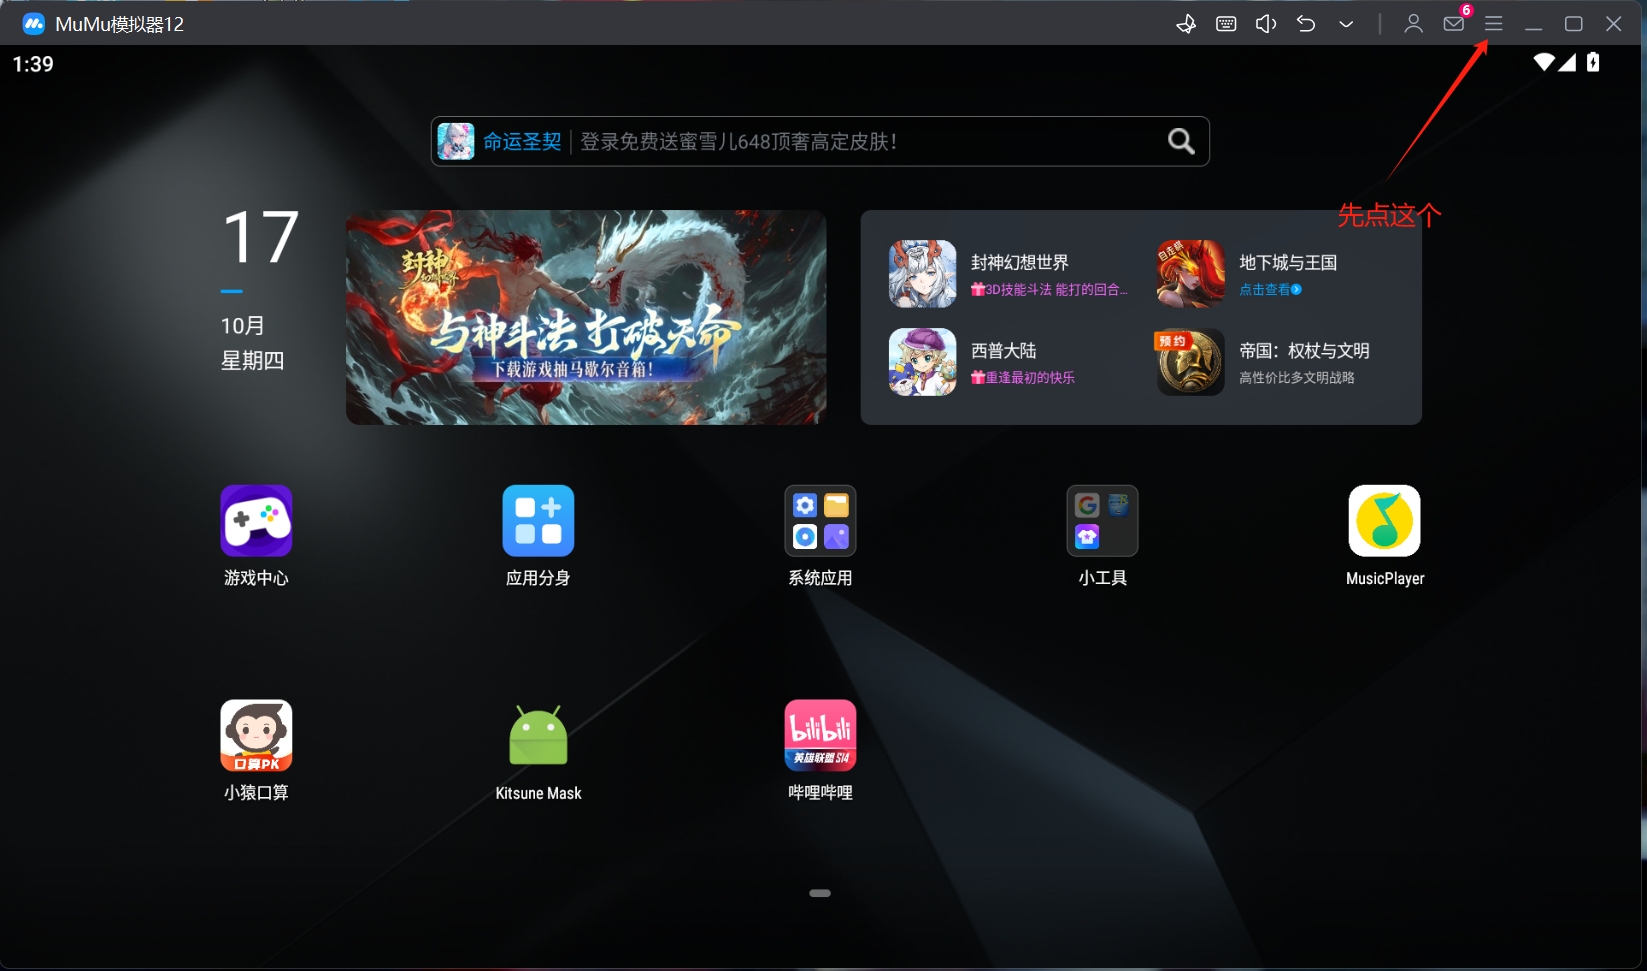 MuMu模拟器12
6
1:39
命运圣契
登录免费送蜜雪儿648顶奢高定皮肤!
先点这个
17
10月
星期四
封神
幻想世界
与神斗法 打破天命
下载游戏抽马歇尔音箱!
封神幻想世界
3D技能斗法 能打的回合...
自走棋
地下城与王国
点击查看
西普大陆
重逢最初的快乐
预约
帝国：权杖与文明
高性价比多文明战略
游戏中心
应用分身
系统应用
小工具
MusicPlayer
口算PK
小猿口算
Kitsune Mask
bilibili
英雄联盟S14
哔哩哔哩